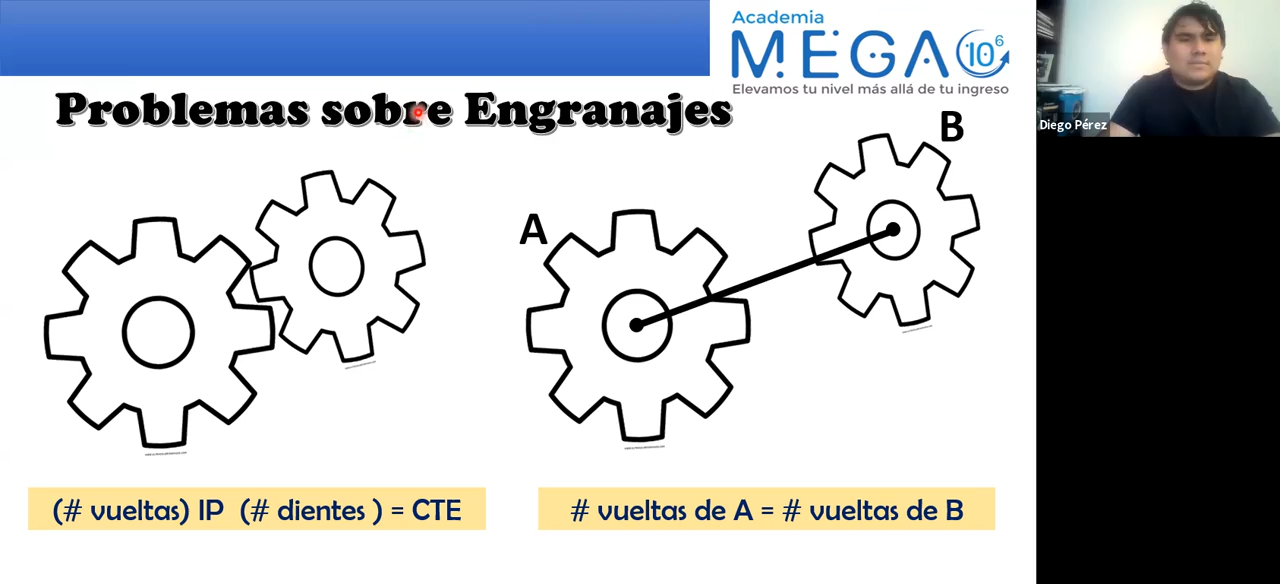 Academia
MEGA 10⁶
Elevamos tu nivel más allá de tu ingreso
Problemas sobre Engranajes
Diego Pérez
A
B
(# vueltas) IP (# dientes ) = CTE
# vueltas de A = # vueltas de B